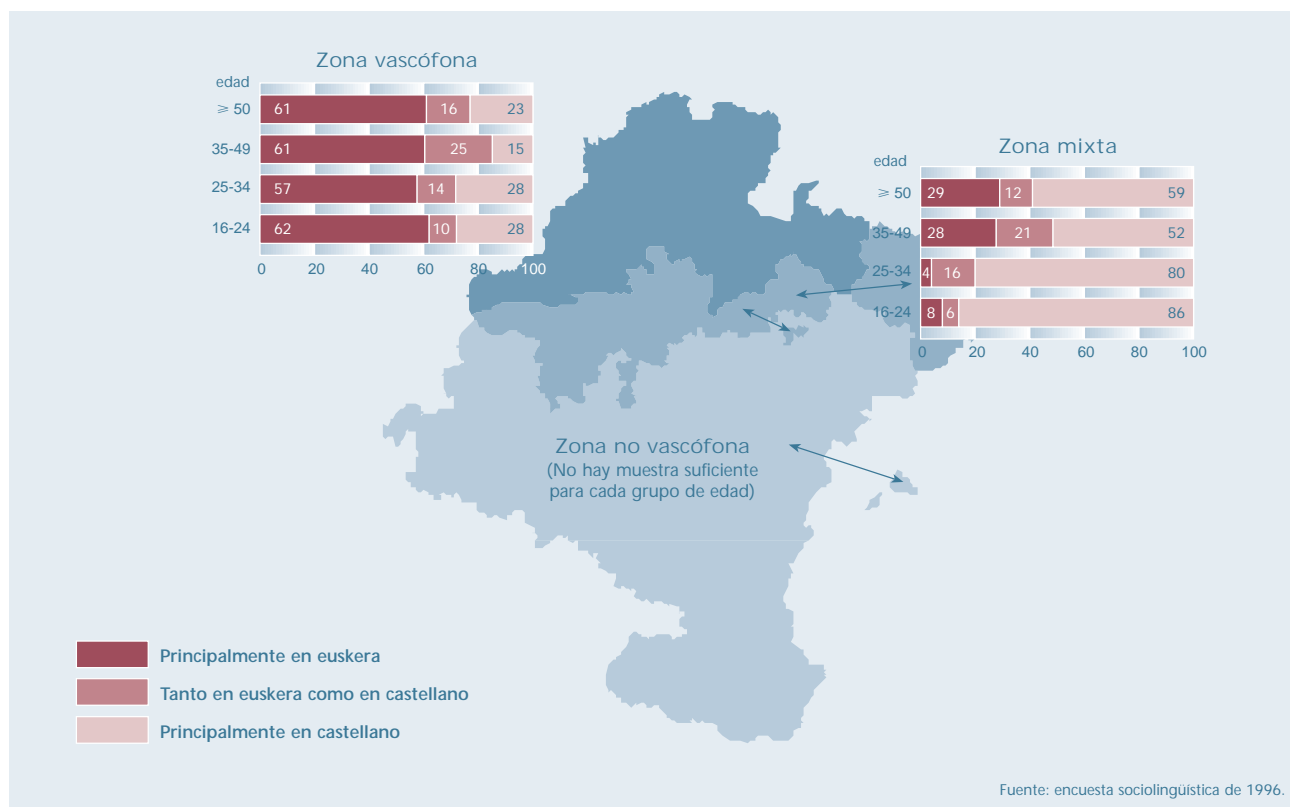 Zona vascófona
edad
⩾ 50
61 16 23
35-49
61 25 15
25-34
57 14 28
16-24
62 10 28
0 20 40 60 80 100
Zona mixta
edad
⩾ 50
29 12 59
35-49
28 21 52
25-34
4 16 80
16-24
8 6 86
0 20 40 60 80 100
Zona no vascófona
(No hay muestra suficiente
para cada grupo de edad)
Principalmente en euskera
Tanto en euskera como en castellano
Principalmente en castellano
Fuente: encuesta sociolingüística de 1996.